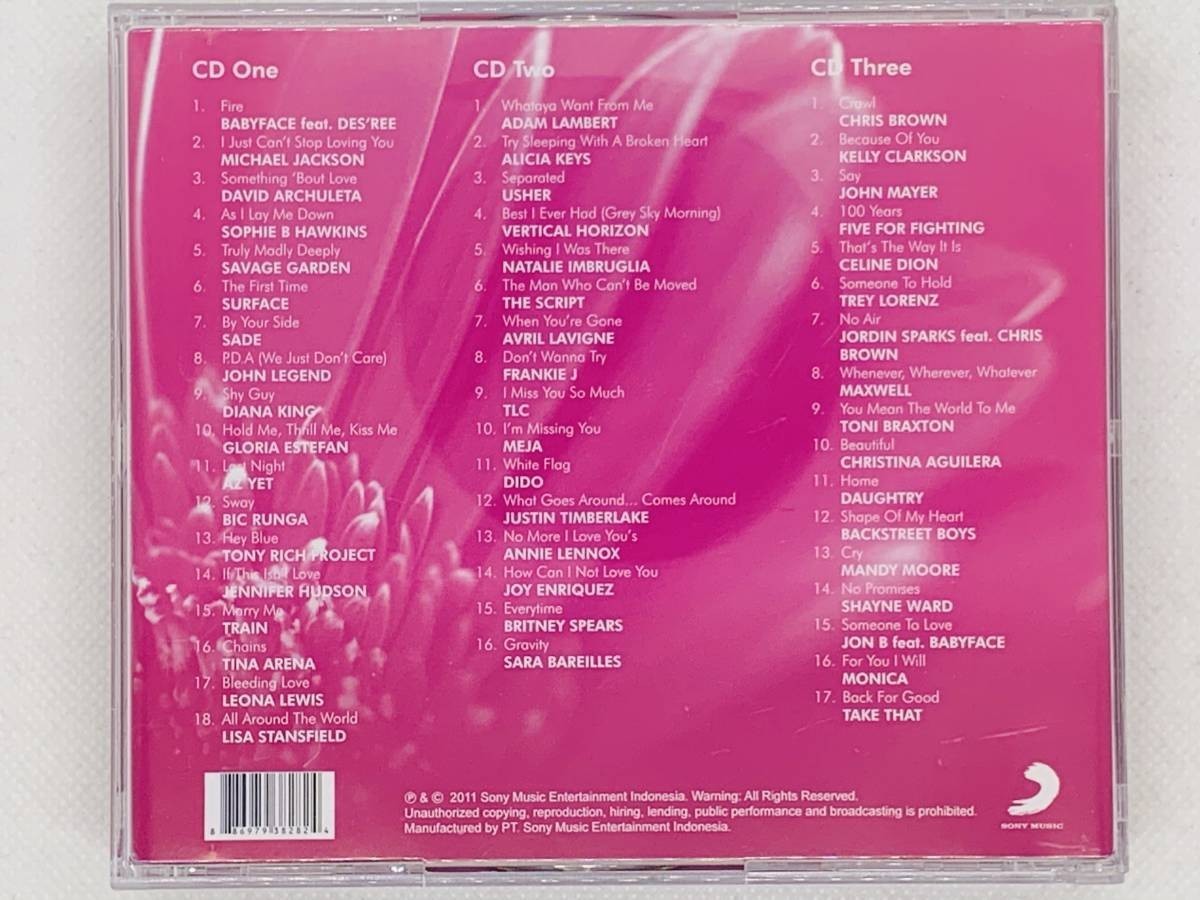 CD One
1. Fire
BABYFACE feat. DES'REE
2. I Just Can't Stop Loving You
MICHAEL JACKSON
3. Something 'Bout Love
DAVID ARCHULETA
4. As I Lay Me Down
SOPHIE B HAWKINS
5. Truly Madly Deeply
SAVAGE GARDEN
6. The First Time
SURFACE
7. By Your Side
SADE
8. P.D.A (We Just Don't Care)
JOHN LEGEND
9. Shy Guy
DIANA KING
10. Hold Me, Thrill Me, Kiss Me
GLORIA ESTEFAN
11. Last Night
AZ YET
12. Sway
BIC RUNGA
13. Hey Blue
TONY RICH PROJECT
14. If This Isn't Love
JENNIFER HUDSON
15. Marry Me
TRAIN
16. Chains
TINA ARENA
17. Bleeding Love
LEONA LEWIS
18. All Around The World
LISA STANSFIELD
CD Two
1. Whataya Want From Me
ADAM LAMBERT
2. Try Sleeping With A Broken Heart
ALICIA KEYS
3. Separated
USHER
4. Best I Ever Had (Grey Sky Morning)
VERTICAL HORIZON
5. Wishing I Was There
NATALIE IMBRUGLIA
6. The Man Who Can't Be Moved
THE SCRIPT
7. When You're Gone
AVRIL LAVIGNE
8. Don't Wanna Try
FRANKIE J
9. I Miss You So Much
TLC
10. I'm Missing You
MEJA
11. White Flag
DIDO
12. What Goes Around... Comes Around
JUSTIN TIMBERLAKE
13. No More I Love You's
ANNIE LENNOX
14. How Can I Not Love You
JOY ENRIQUEZ
15. Everytime
BRITNEY SPEARS
16. Gravity
SARA BAREILLES
CD Three
1. Crawl
CHRIS BROWN
2. Because Of You
KELLY CLARKSON
3. Say
JOHN MAYER
4. 100 Years
FIVE FOR FIGHTING
5. That's The Way It Is
CELINE DION
6. Someone To Hold
TREY LORENZ
7. No Air
JORDIN SPARKS feat. CHRIS
BROWN
8. Whenever, Wherever, Whatever
MAXWELL
9. You Mean The World To Me
TONI BRAXTON
10. Beautiful
CHRISTINA AGUILERA
11. Home
DAUGHTRY
12. Shape Of My Heart
BACKSTREET BOYS
13. Cry
MANDY MOORE
14. No Promises
SHAYNE WARD
15. Someone To Love
JON B feat. BABYFACE
16. For You I Will
MONICA
17. Back For Good
TAKE THAT
8 86979 38282 4
℗ & © 2011 Sony Music Entertainment Indonesia. Warning: All Rights Reserved.
Unauthorized copying, reproduction, hiring, lending, public performance and broadcasting is prohibited.
Manufactured by PT. Sony Music Entertainment Indonesia.
SONY MUSIC